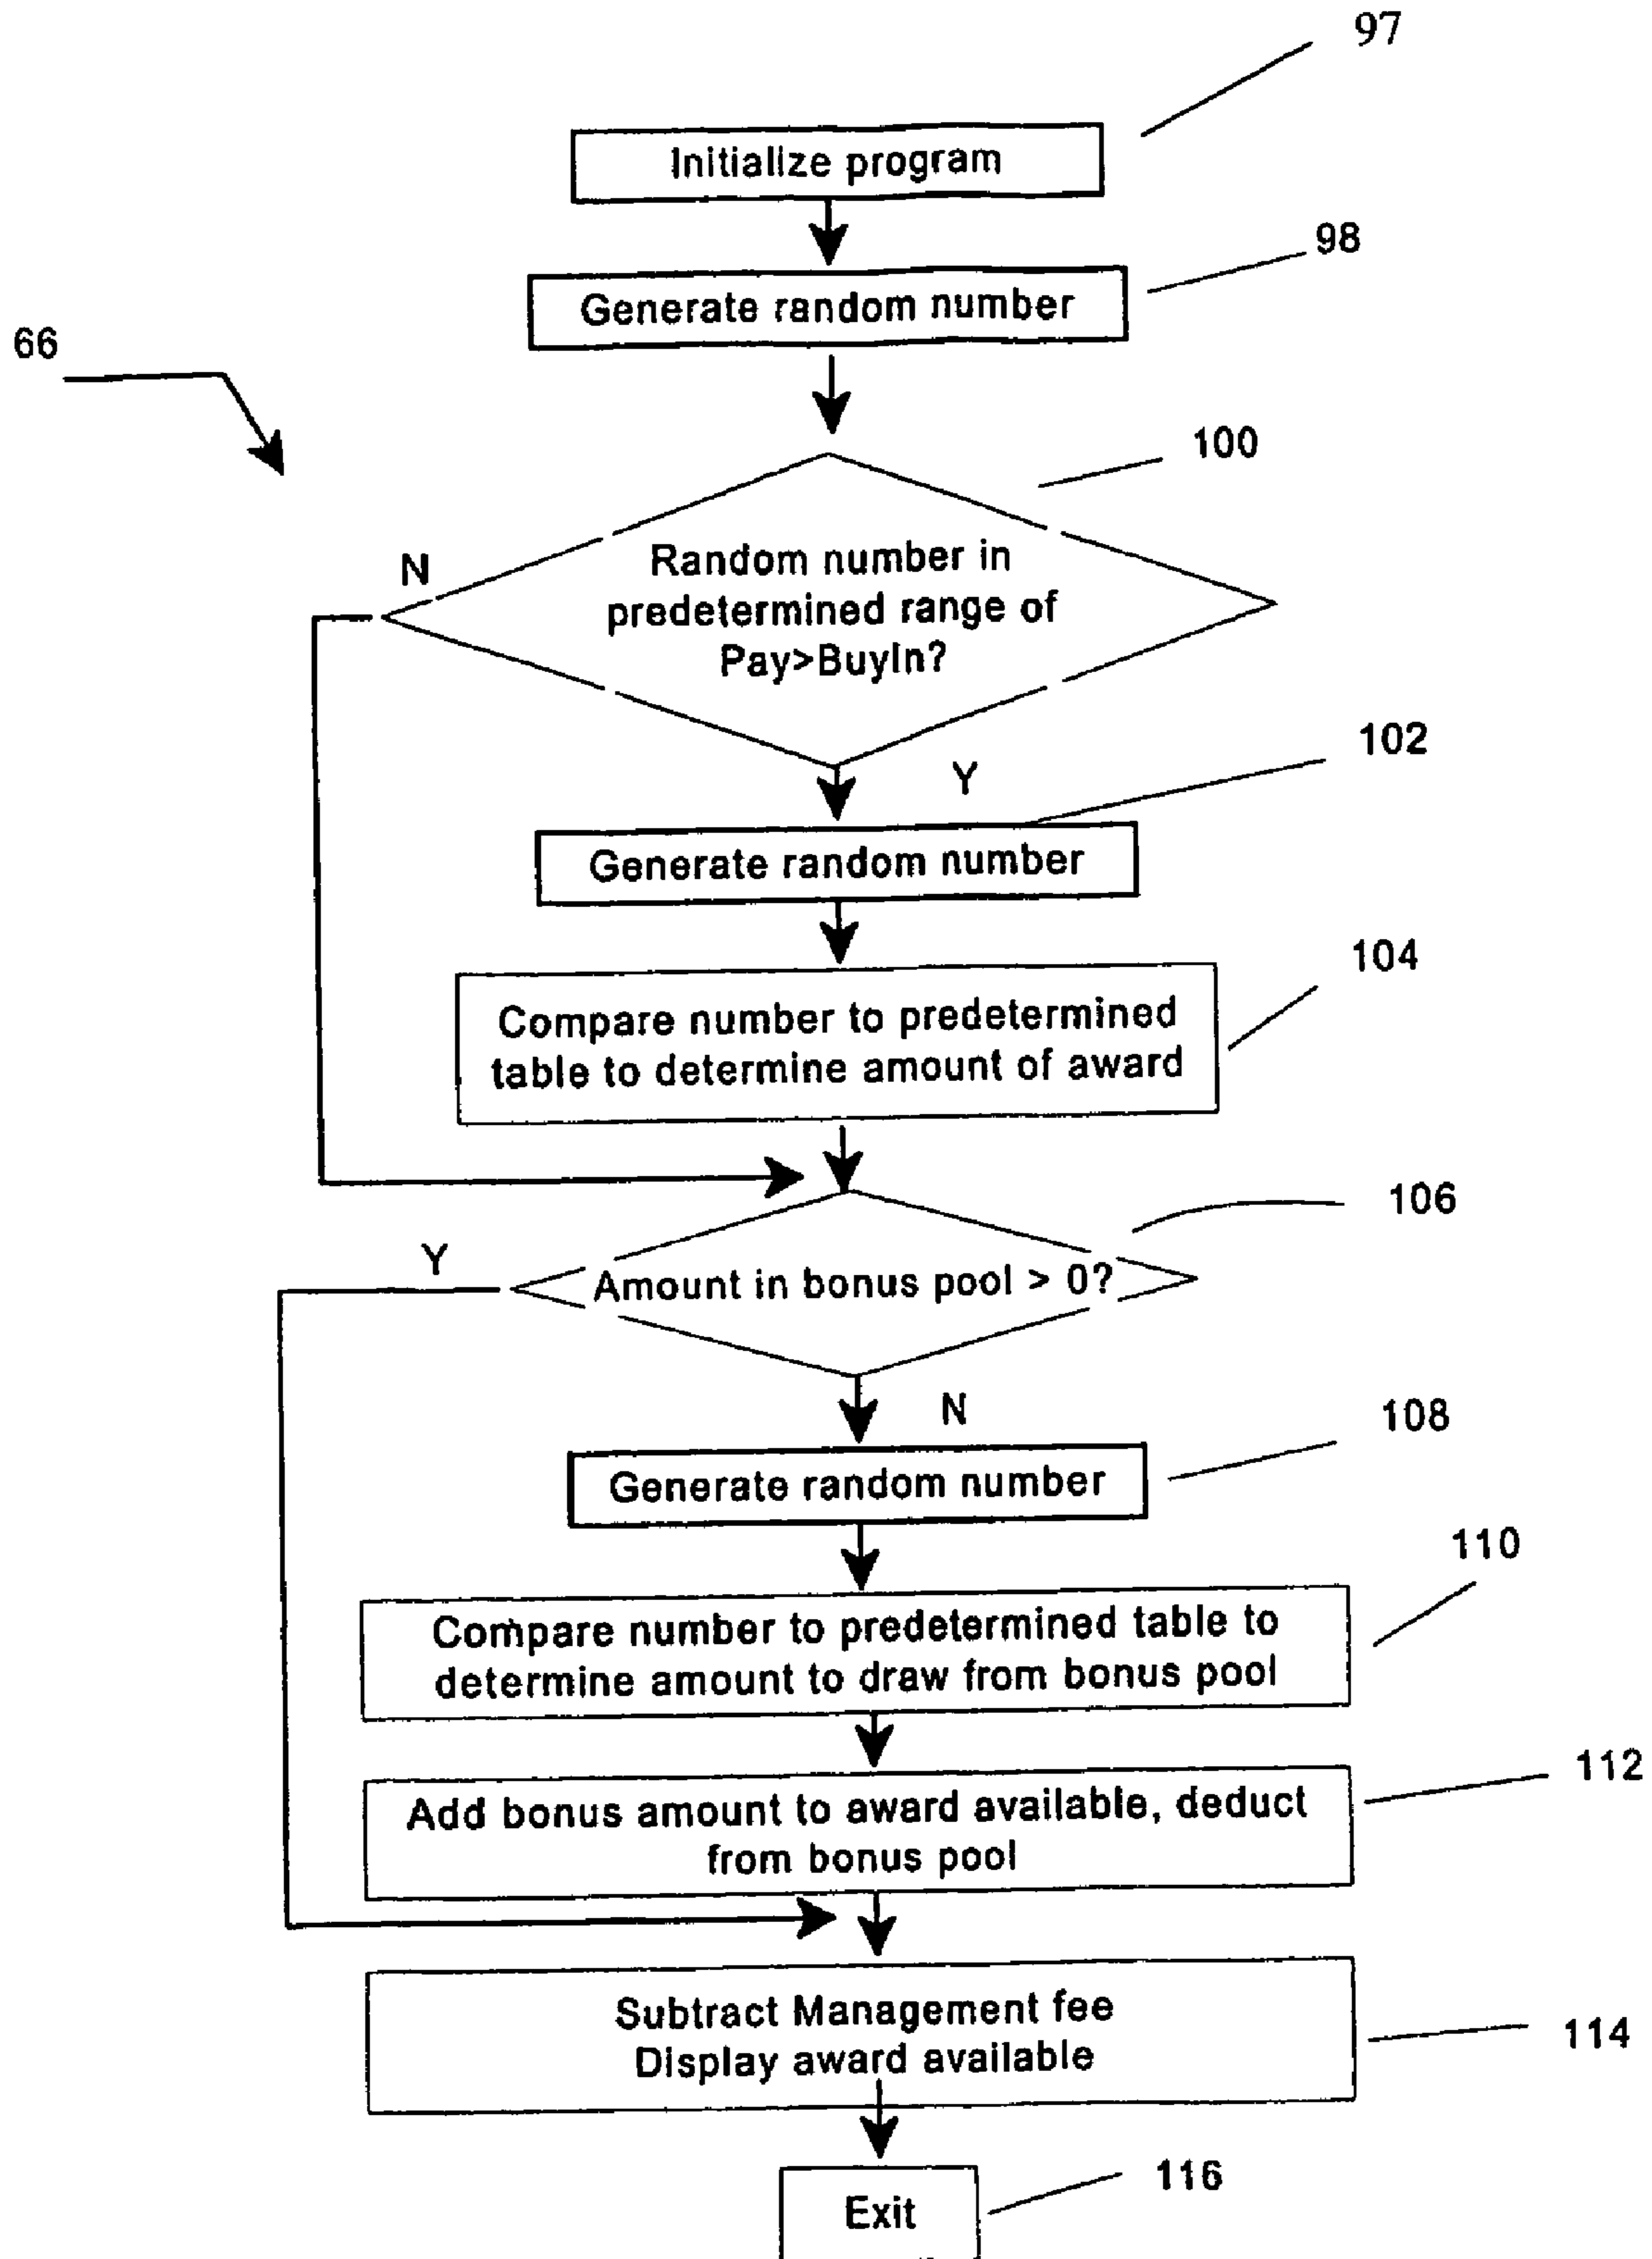 97
Initialize program
98
Generate random number
66
100
N
Random number in
predetermined range of
Pay>BuyIn?
102
Y
Generate random number
104
Compare number to predetermined
table to determine amount of award
106
Y
Amount in bonus pool > 0?
N
108
Generate random number
110
Compare number to predetermined table to
determine amount to draw from bonus pool
112
Add bonus amount to award available, deduct
from bonus pool
Subtract Management fee
Display award available
114
116
Exit